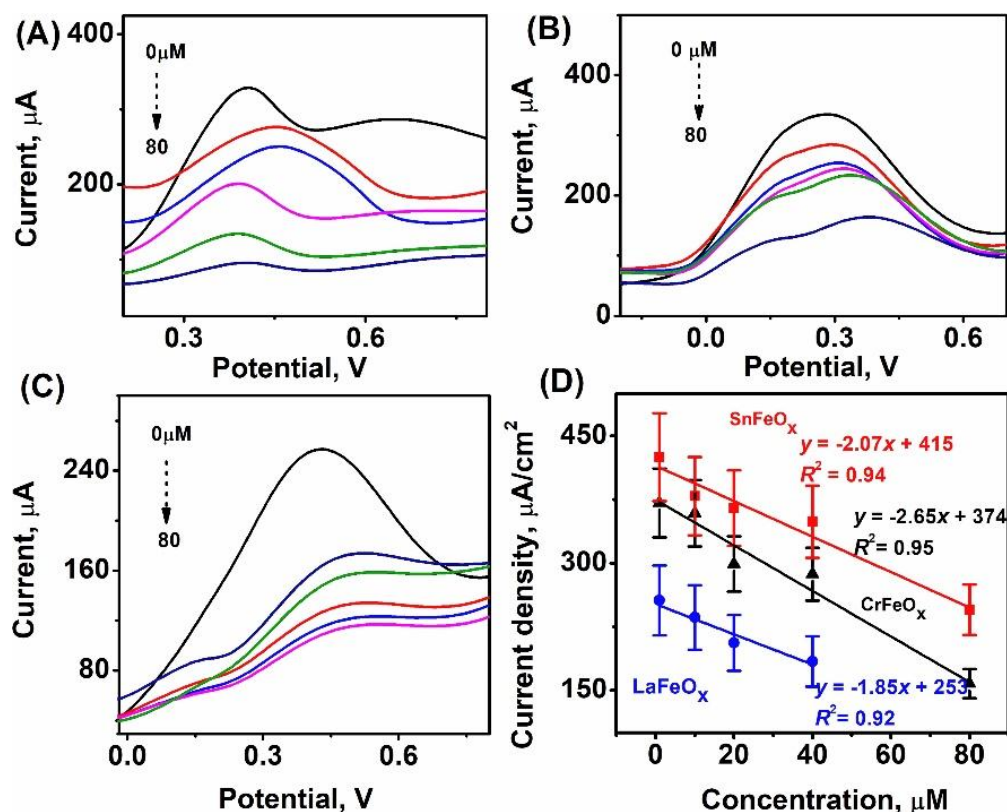 (A)
400
0μM
80
200
Current, μA
0.3
0.6
Potential, V
(B)
400
0 μM
80
200
0
Current, μA
0.0
0.3
0.6
Potential, V
(C)
240
0μM
80
160
80
Current, μA
0.0
0.3
0.6
Potential, V
(D)
450
300
150
Current density, μA/cm²
SnFeOₓ
y = -2.07x + 415
R² = 0.94
y = -2.65x + 374
R² = 0.95
CrFeOₓ
LaFeOₓ
y = -1.85x + 253
R² = 0.92
0
20
40
60
80
Concentration, μM